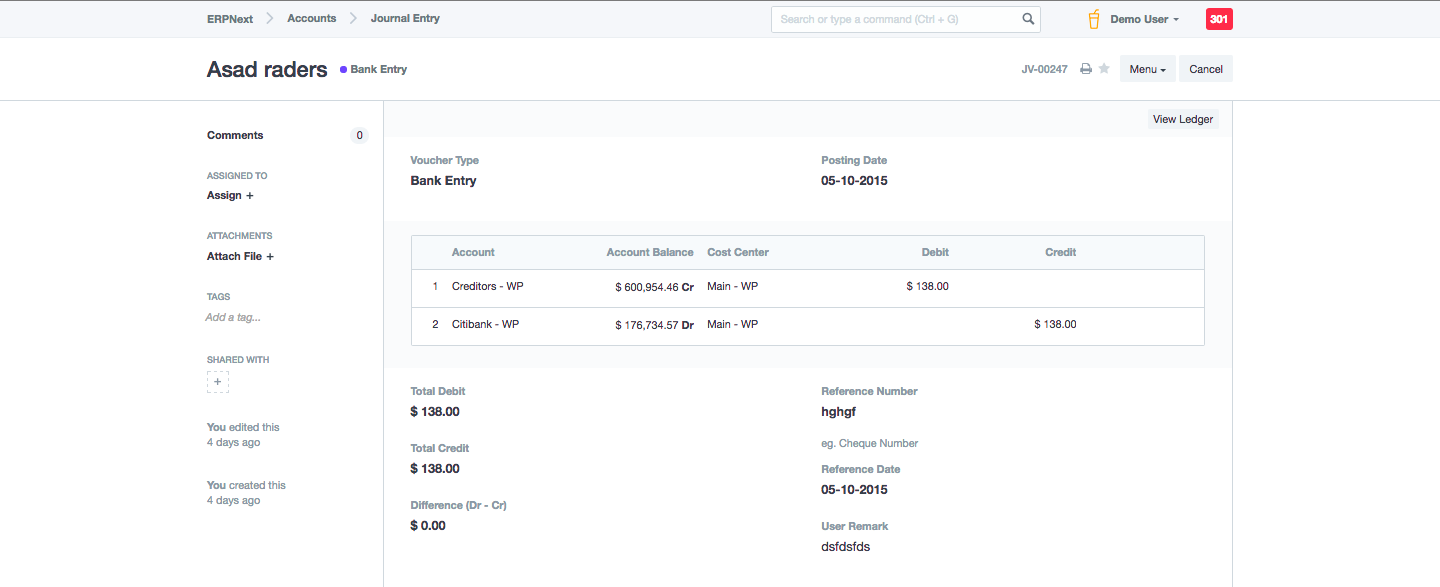 ERPNext Accounts Journal Entry Search or type a command (Ctrl + G) Demo User 301
Asad raders Bank Entry JV-00247 Menu Cancel
View Ledger
Comments 0
ASSIGNED TO
Assign +
ATTACHMENTS
Attach File +
TAGS
Add a tag...
SHARED WITH
+
You edited this
4 days ago
You created this
4 days ago
Voucher Type Posting Date
Bank Entry 05-10-2015
Account Account Balance Cost Center Debit Credit
1 Creditors - WP $ 600,954.46 Cr Main - WP $ 138.00
2 Citibank - WP $ 176,734.57 Dr Main - WP $ 138.00
Total Debit
$ 138.00
Total Credit
$ 138.00
Difference (Dr - Cr)
$ 0.00
Reference Number
hghgf
eg. Cheque Number
Reference Date
05-10-2015
User Remark
dsfdsfds